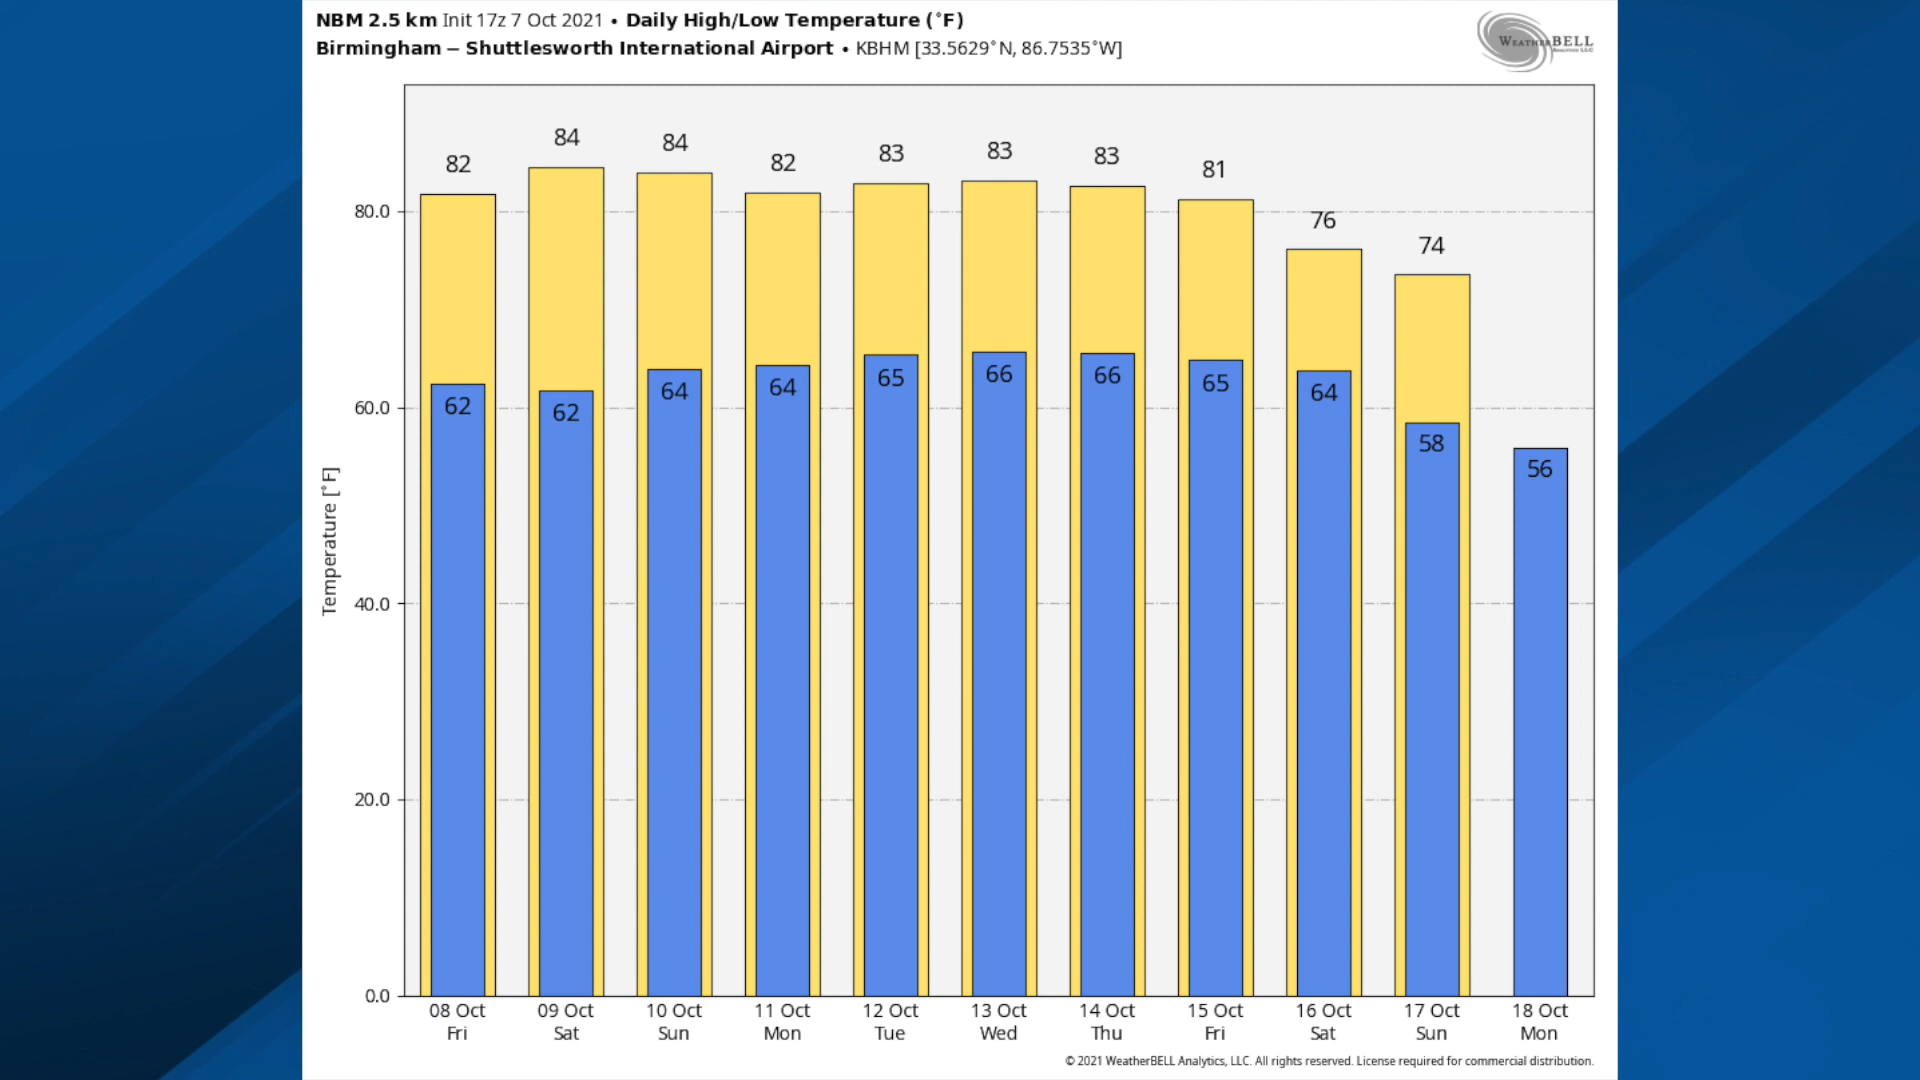 NBM 2.5 km Init 17z 7 Oct 2021 • Daily High/Low Temperature (°F)
Birmingham – Shuttlesworth International Airport • KBHM [33.5629°N, 86.7535°W]
WEATHERBELL
82 84 84 82 83 83 83 81 76 74
62 62 64 64 65 66 66 65 64 58 56
Temperature [°F]
80.0
60.0
40.0
20.0
0.0
08 Oct 09 Oct 10 Oct 11 Oct 12 Oct 13 Oct 14 Oct 15 Oct 16 Oct 17 Oct 18 Oct
Fri Sat Sun Mon Tue Wed Thu Fri Sat Sun Mon
© 2021 WeatherBELL Analytics, LLC. All rights reserved. License required for commercial distribution.